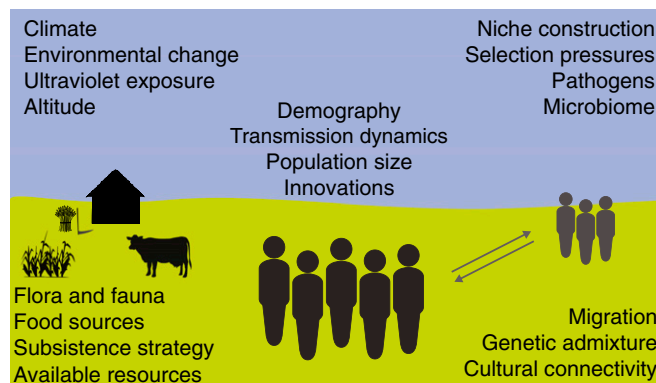 Climate
Environmental change
Ultraviolet exposure
Altitude
Niche construction
Selection pressures
Pathogens
Microbiome
Demography
Transmission dynamics
Population size
Innovations
Flora and fauna
Food sources
Subsistence strategy
Available resources
Migration
Genetic admixture
Cultural connectivity